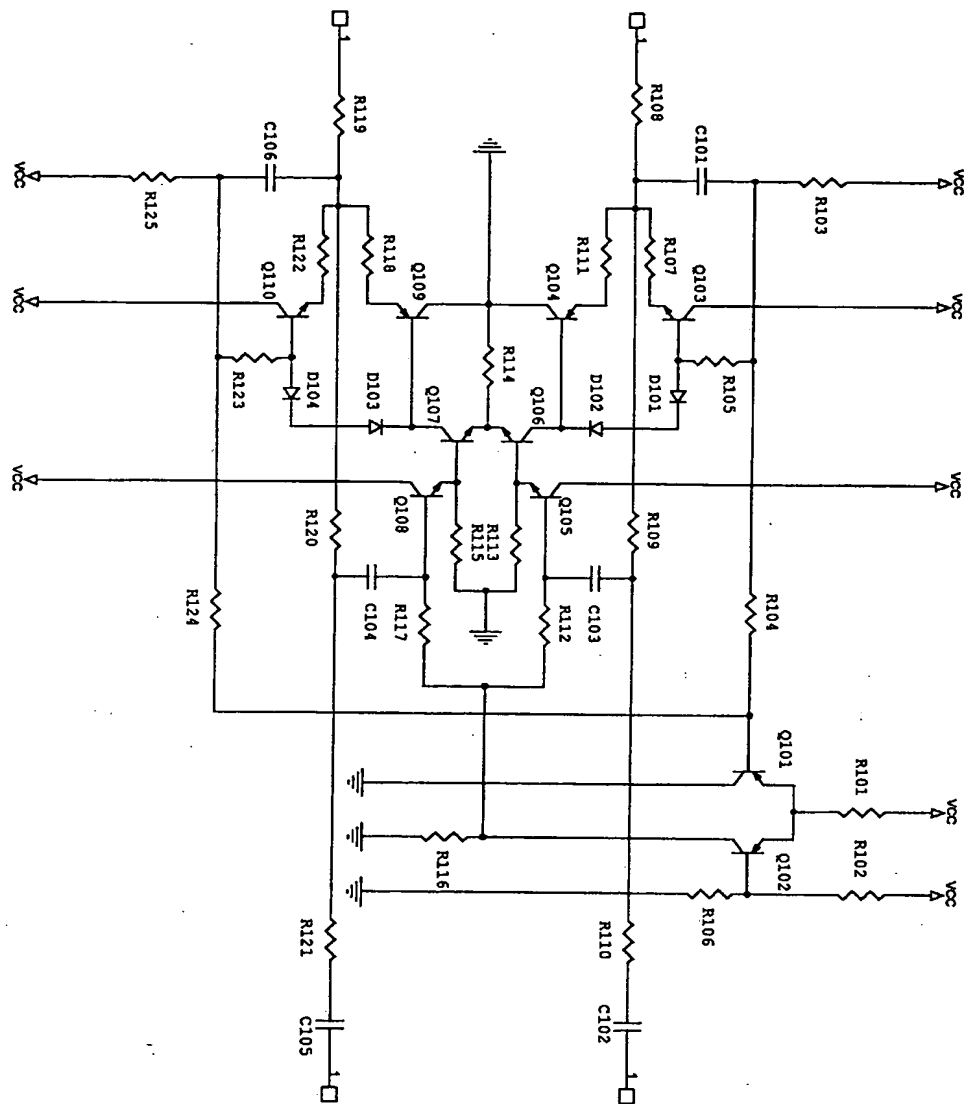 1
1
R119
R108
C106
C101
VCC
R125
R103
VCC
R122
R118
Q109
Q104
R111
R107
Q103
Q110
VCC
VCC
R114
R123
D104
D103
Q107
Q106
D102
D101
R105
VCC
Q108
Q105
VCC
R120
R115
R113
R109
R124
C104
R117
R112
C103
R104
Q101
R101
VCC
R116
Q102
R102
VCC
R106
R121
R110
C105
C102
1
1